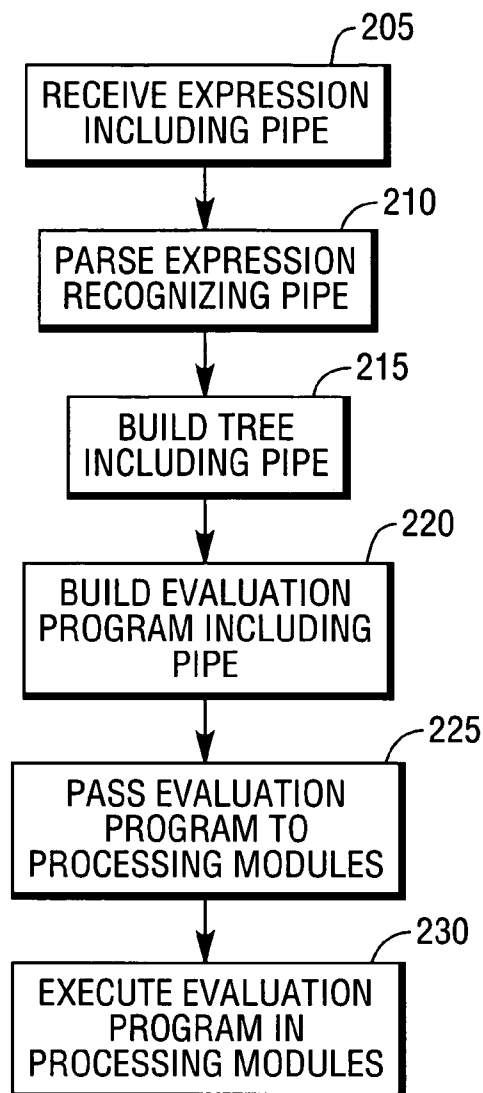 205
RECEIVE EXPRESSION
INCLUDING PIPE
210
PARSE EXPRESSION
RECOGNIZING PIPE
215
BUILD TREE
INCLUDING PIPE
220
BUILD EVALUATION
PROGRAM INCLUDING
PIPE
225
PASS EVALUATION
PROGRAM TO
PROCESSING MODULES
230
EXECUTE EVALUATION
PROGRAM IN
PROCESSING MODULES